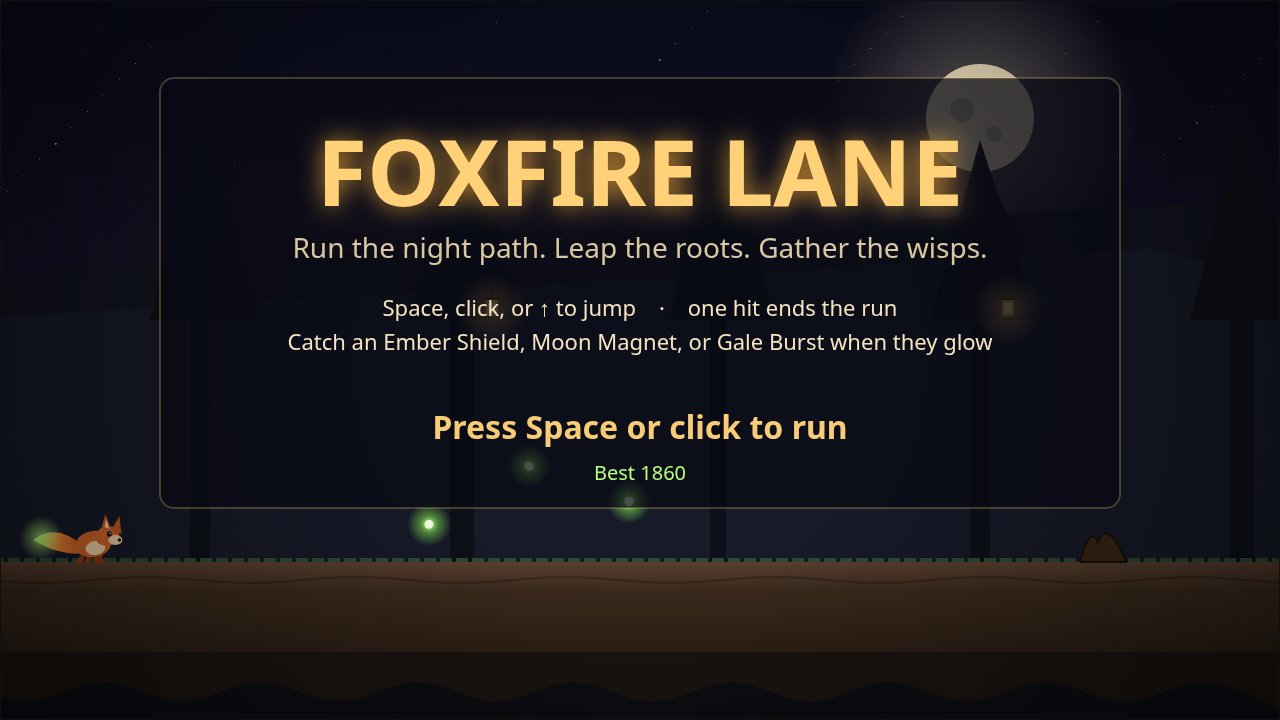 FOXFIRE LANE
Run the night path. Leap the roots. Gather the wisps.
Space, click, or ↑ to jump · one hit ends the run
Catch an Ember Shield, Moon Magnet, or Gale Burst when they glow
Press Space or click to run
Best 1860